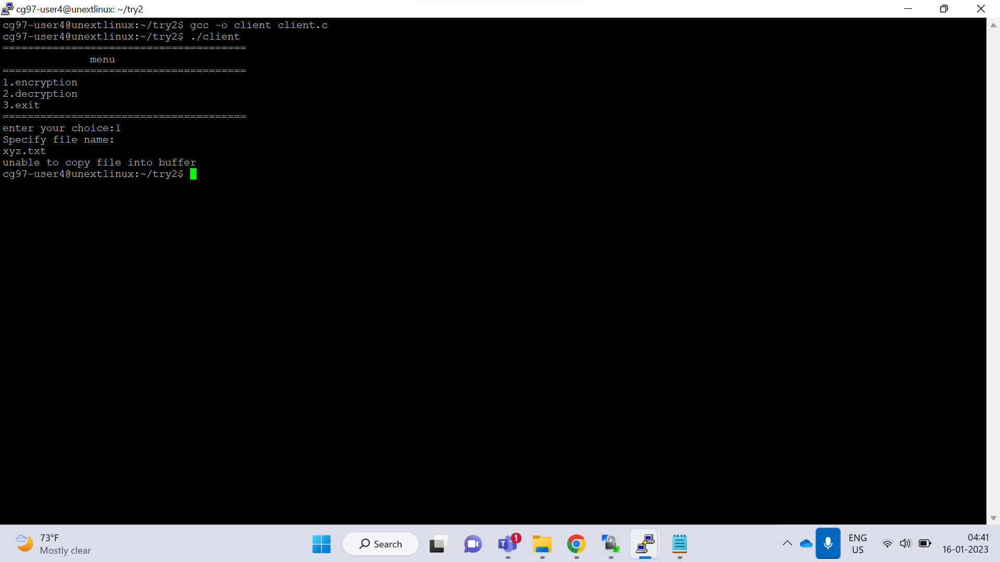 cg97-user4@unextlinux: ~/try2
cg97-user4@unextlinux:~/try2$ gcc -o client client.c
cg97-user4@unextlinux:~/try2$ ./client
=======================================
menu
=======================================
1.encryption
2.decryption
3.exit
=======================================
enter your choice:1
Specify file name:
xyz.txt
unable to copy file into buffer
cg97-user4@unextlinux:~/try2$
73°F
Mostly clear
Search
T
1
ENG
US
04:41
16-01-2023